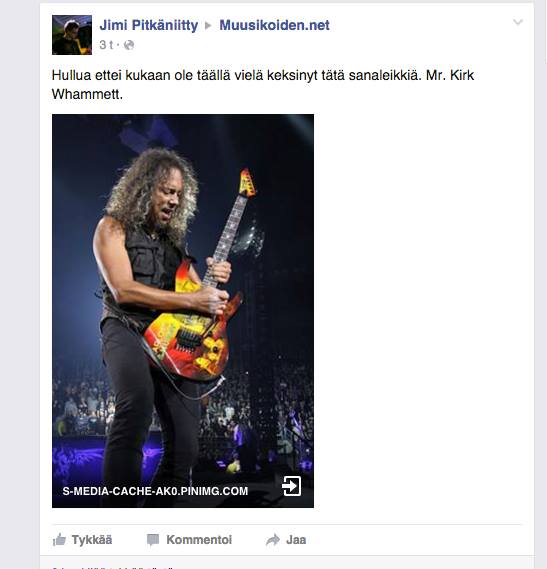 Jimi Pitkäniitty ▶ Muusikoiden.net
3 t ·
Hullua ettei kukaan ole täällä vielä keksinyt tätä sanaleikkiä. Mr. Kirk
Whammett.
S-MEDIA-CACHE-AK0.PINIMG.COM
Tykkää Kommentoi Jaa